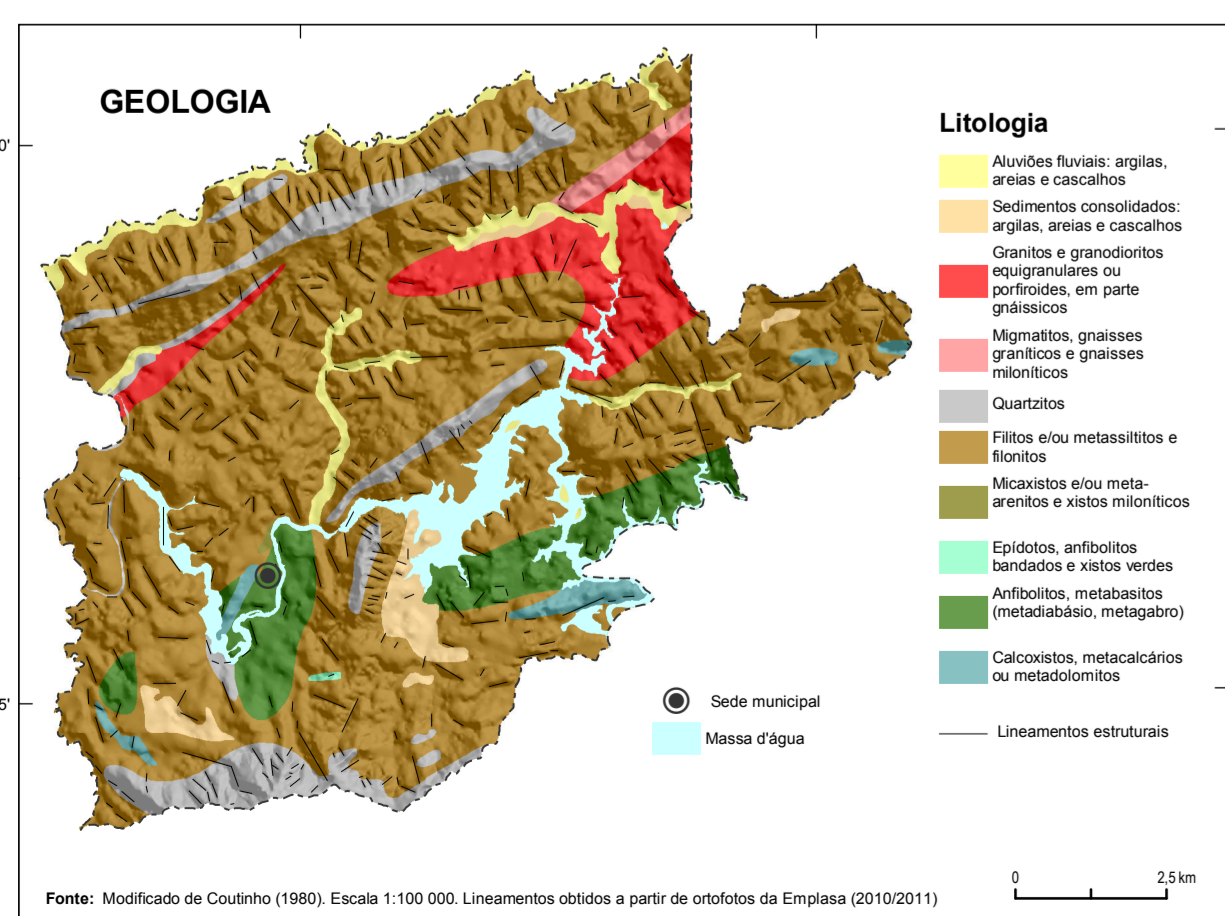 GEOLOGIA
0'
5'
Litologia
Aluviões fluviais: argilas,
areias e cascalhos
Sedimentos consolidados:
argilas, areias e cascalhos
Granitos e granodioritos
equigranulares ou
porfiroides, em parte
gnáissicos
Migmatitos, gnaisses
graníticos e gnaisses
miloníticos
Quartzitos
Filitos e/ou metassiltitos e
filonitos
Micaxistos e/ou meta-
arenitos e xistos miloníticos
Epídotos, anfibolitos
bandados e xistos verdes
Anfibolitos, metabasitos
(metadiabásio, metagabro)
Calcoxistos, metacalcários
ou metadolomitos
Lineamentos estruturais
Sede municipal
Massa d'água
0 2,5 km
Fonte: Modificado de Coutinho (1980). Escala 1:100 000. Lineamentos obtidos a partir de ortofotos da Emplasa (2010/2011)